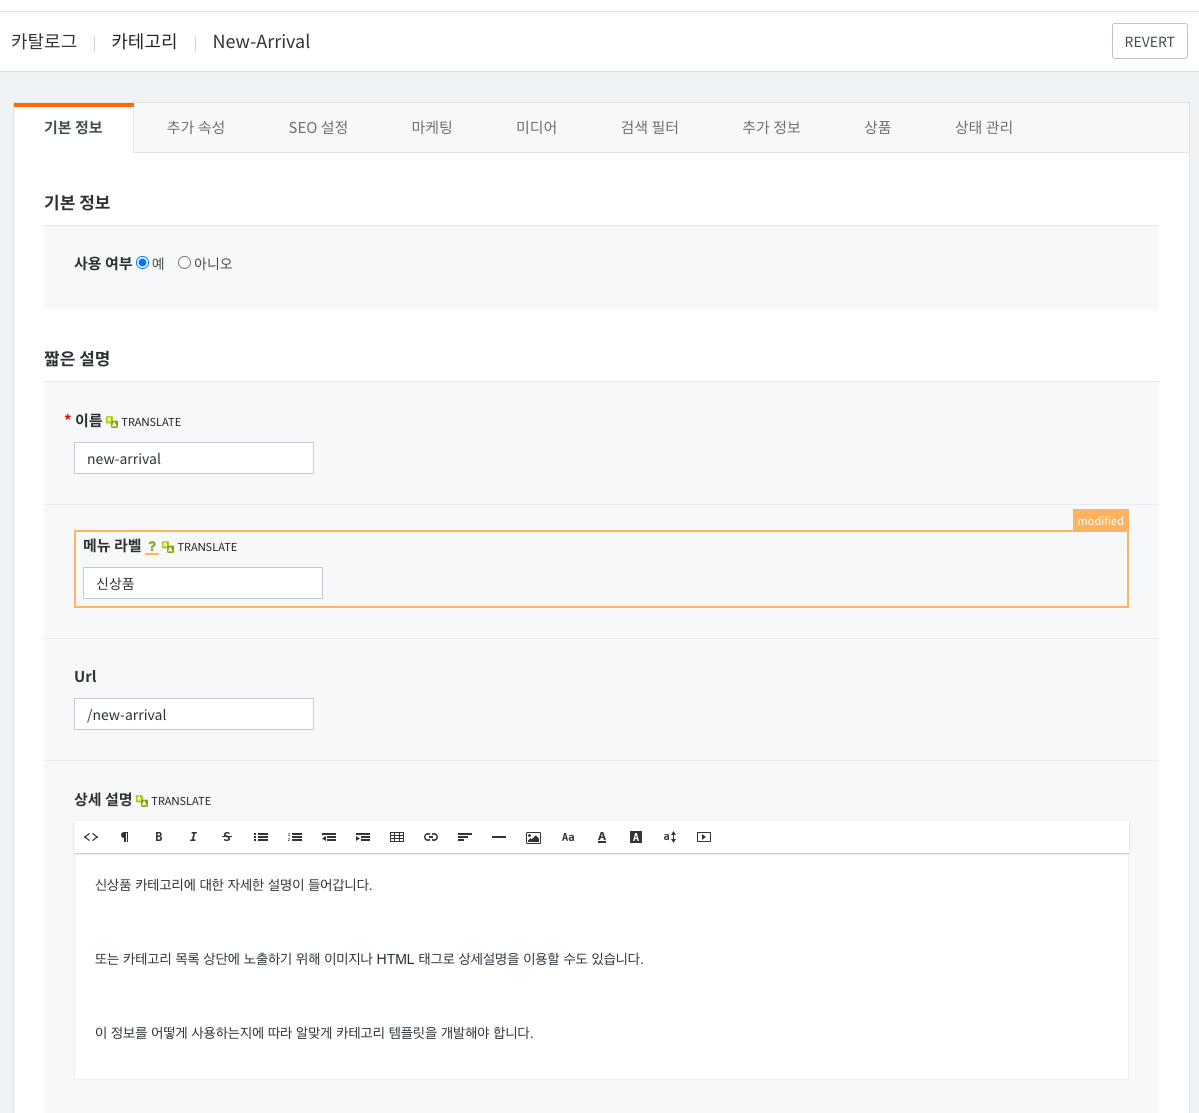 카탈로그 카테고리 New-Arrival REVERT
기본 정보 추가 속성 SEO 설정 마케팅 미디어 검색 필터 추가 정보 상품 상태 관리
기본 정보
사용 여부 예 아니오
짧은 설명
* 이름 TRANSLATE
new-arrival
modified
메뉴 라벨 ? TRANSLATE
신상품
Url
/new-arrival
상세 설명 TRANSLATE
<> ¶ B I S Aa A A a
신상품 카테고리에 대한 자세한 설명이 들어갑니다.
또는 카테고리 목록 상단에 노출하기 위해 이미지나 HTML 태그로 상세설명을 이용할 수도 있습니다.
이 정보를 어떻게 사용하는지에 따라 알맞게 카테고리 템플릿을 개발해야 합니다.